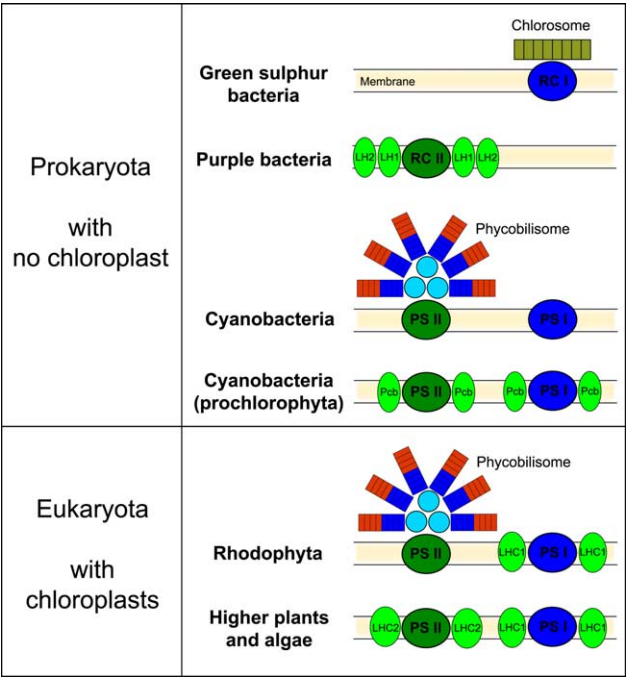 Prokaryota
with
no chloroplast
Green sulphur
bacteria
Chlorosome
Membrane
RC I
Purple bacteria
LH2 LH1 RC II LH1 LH2
Phycobilisome
Cyanobacteria
PS II PS I
Cyanobacteria
(prochlorophyta)
Pcb PS II Pcb Pcb PS I Pcb
Eukaryota
with
chloroplasts
Phycobilisome
Rhodophyta
PS II LHC1 PS I LHC1
Higher plants
and algae
LHC2 PS II LHC2 LHC1 PS I LHC1